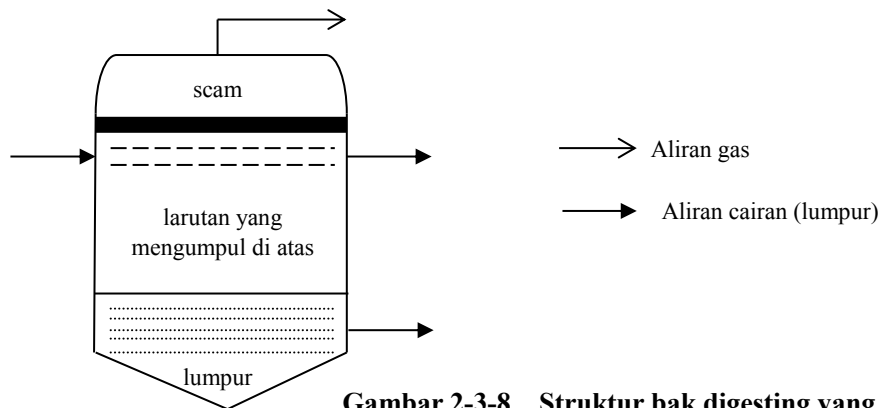 scam
Aliran gas
larutan yang
mengumpul di atas
Aliran cairan (lumpur)
lumpur
Gambar 2-3-8 Struktur bak digesting yang